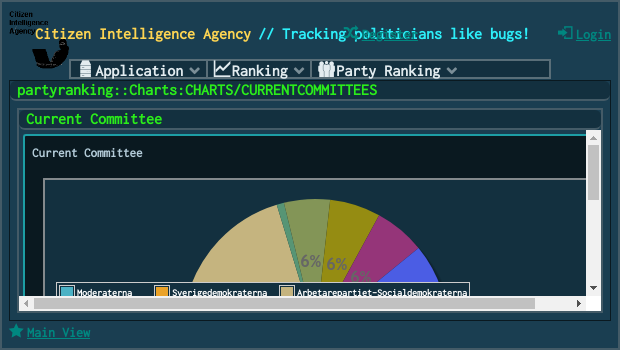 Citizen
Intelligence
Agency
Citizen Intelligence Agency // Tracking politicians like bugs!
Register
Login
Application
Ranking
Party Ranking
partyranking::Charts:CHARTS/CURRENTCOMMITTEES
Current Committee
Current Committee
6%
6%
6%
Moderaterna
Sverigedemokraterna
Arbetarepartiet-Socialdemokraterna
Main View